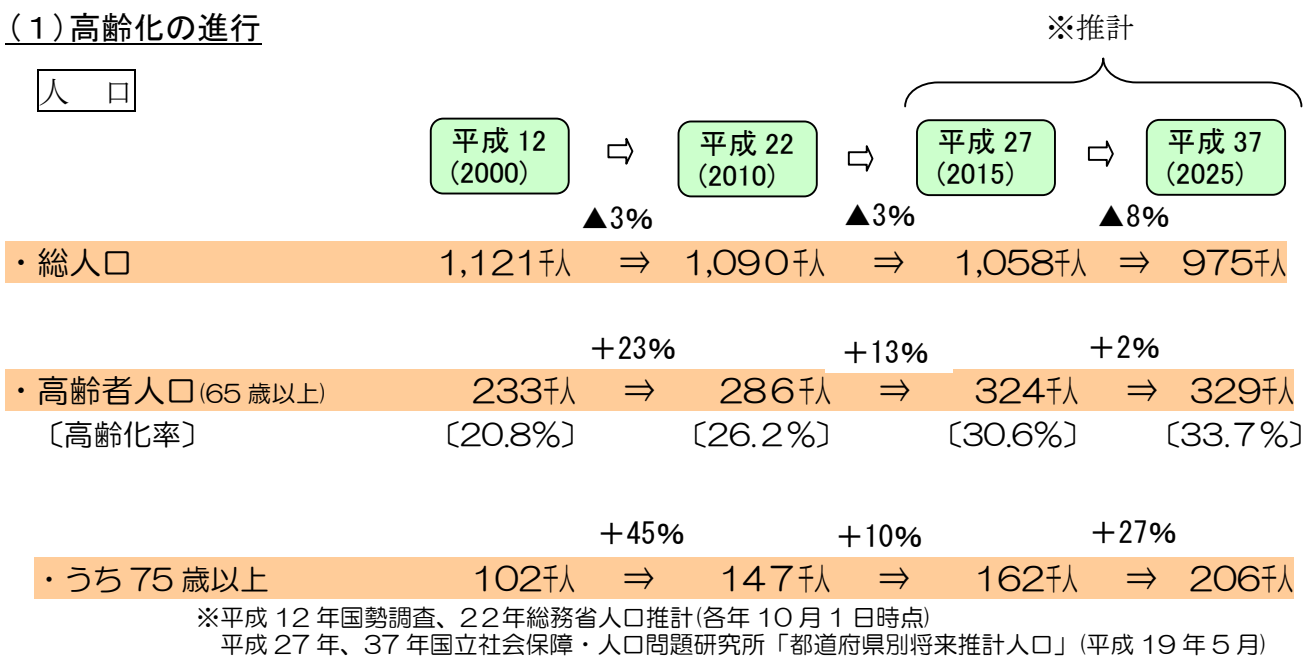 (１)高齢化の進行
※推計
人　口
平成 12 (2000) ⇨ 平成 22 (2010) ⇨ 平成 27 (2015) ⇨ 平成 37 (2025)
▲3% ▲3% ▲8%
・総人口 1,121千人 ⇒ 1,090千人 ⇒ 1,058千人 ⇒ 975千人
＋23% ＋13% ＋2%
・高齢者人口(65 歳以上) 233千人 ⇒ 286千人 ⇒ 324千人 ⇒ 329千人
〔高齢化率〕 〔20.8%〕 〔26.2%〕 〔30.6%〕 〔33.7%〕
＋45% ＋10% ＋27%
・うち 75 歳以上 102千人 ⇒ 147千人 ⇒ 162千人 ⇒ 206千人
※平成 12 年国勢調査、22年総務省人口推計(各年 10 月 1 日時点)
平成 27 年、37 年国立社会保障・人口問題研究所「都道府県別将来推計人口」(平成 19 年 5 月)